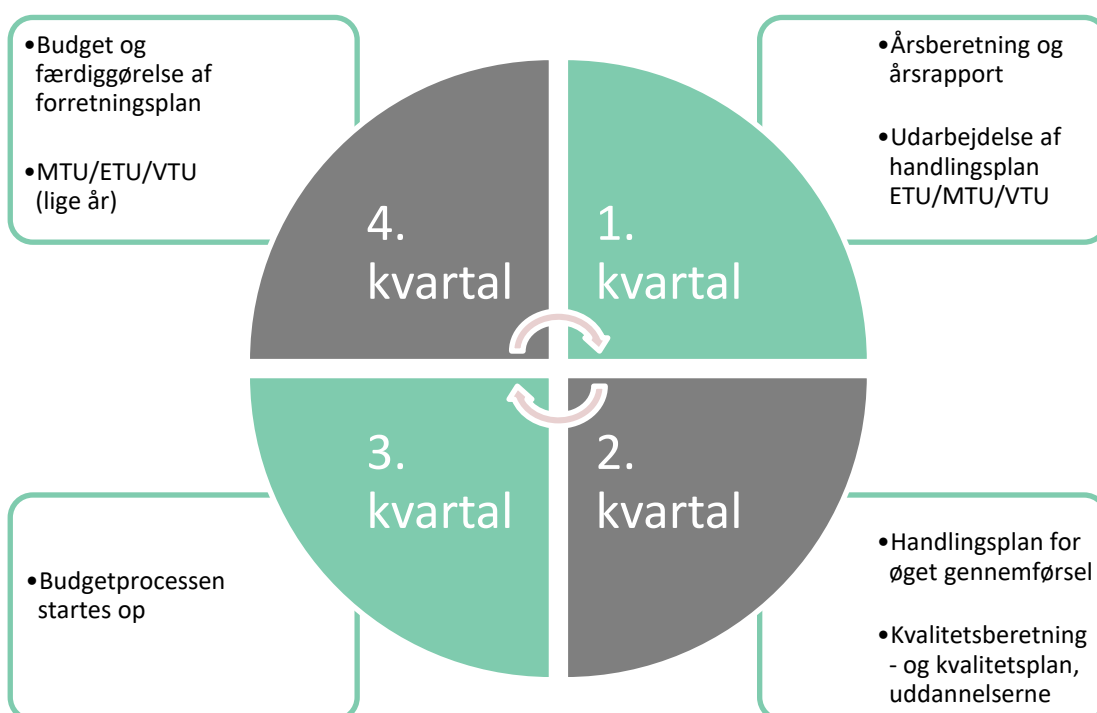 •Budget og
færdiggørelse af
forretningsplan
•MTU/ETU/VTU
(lige år)
•Årsberetning og
årsrapport
•Udarbejdelse af
handlingsplan
ETU/MTU/VTU
4.
kvartal
1.
kvartal
3.
kvartal
2.
kvartal
•Budgetprocessen
startes op
•Handlingsplan for
øget gennemførsel
•Kvalitetsberetning
- og kvalitetsplan,
uddannelserne